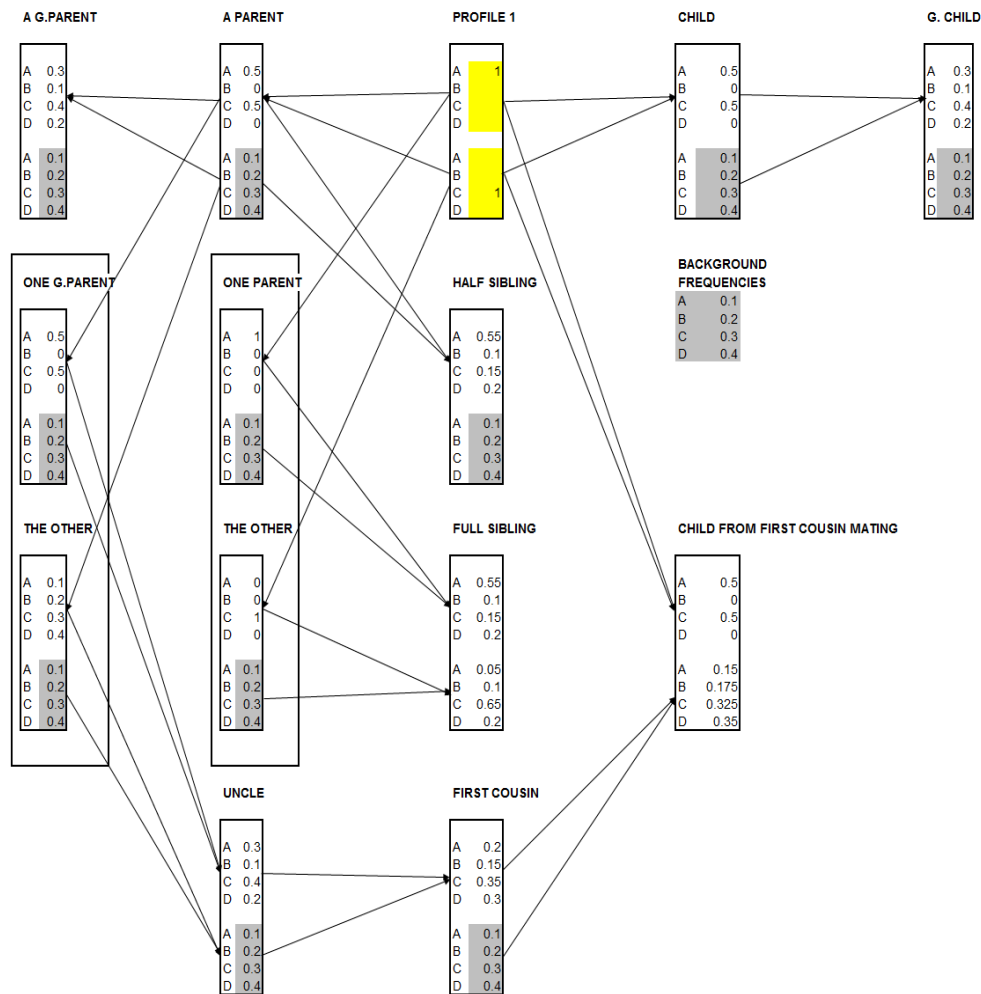 A G.PARENT
A 0.3
B 0.1
C 0.4
D 0.2
A 0.1
B 0.2
C 0.3
D 0.4
A PARENT
A 0.5
B 0
C 0.5
D 0
A 0.1
B 0.2
C 0.3
D 0.4
PROFILE 1
A 1
B
C
D
A
B
C 1
D
CHILD
A 0.5
B 0
C 0.5
D 0
A 0.1
B 0.2
C 0.3
D 0.4
G. CHILD
A 0.3
B 0.1
C 0.4
D 0.2
A 0.1
B 0.2
C 0.3
D 0.4
ONE G.PARENT
A 0.5
B 0
C 0.5
D 0
A 0.1
B 0.2
C 0.3
D 0.4
ONE PARENT
A 1
B 0
C 0
D 0
A 0.1
B 0.2
C 0.3
D 0.4
HALF SIBLING
A 0.55
B 0.1
C 0.15
D 0.2
A 0.1
B 0.2
C 0.3
D 0.4
BACKGROUND
FREQUENCIES
A 0.1
B 0.2
C 0.3
D 0.4
THE OTHER
A 0.1
B 0.2
C 0.3
D 0.4
A 0.1
B 0.2
C 0.3
D 0.4
THE OTHER
A 0
B 0
C 1
D 0
A 0.1
B 0.2
C 0.3
D 0.4
FULL SIBLING
A 0.55
B 0.1
C 0.15
D 0.2
A 0.05
B 0.1
C 0.65
D 0.2
CHILD FROM FIRST COUSIN MATING
A 0.5
B 0
C 0.5
D 0
A 0.15
B 0.175
C 0.325
D 0.35
UNCLE
A 0.3
B 0.1
C 0.4
D 0.2
A 0.1
B 0.2
C 0.3
D 0.4
FIRST COUSIN
A 0.2
B 0.15
C 0.35
D 0.3
A 0.1
B 0.2
C 0.3
D 0.4